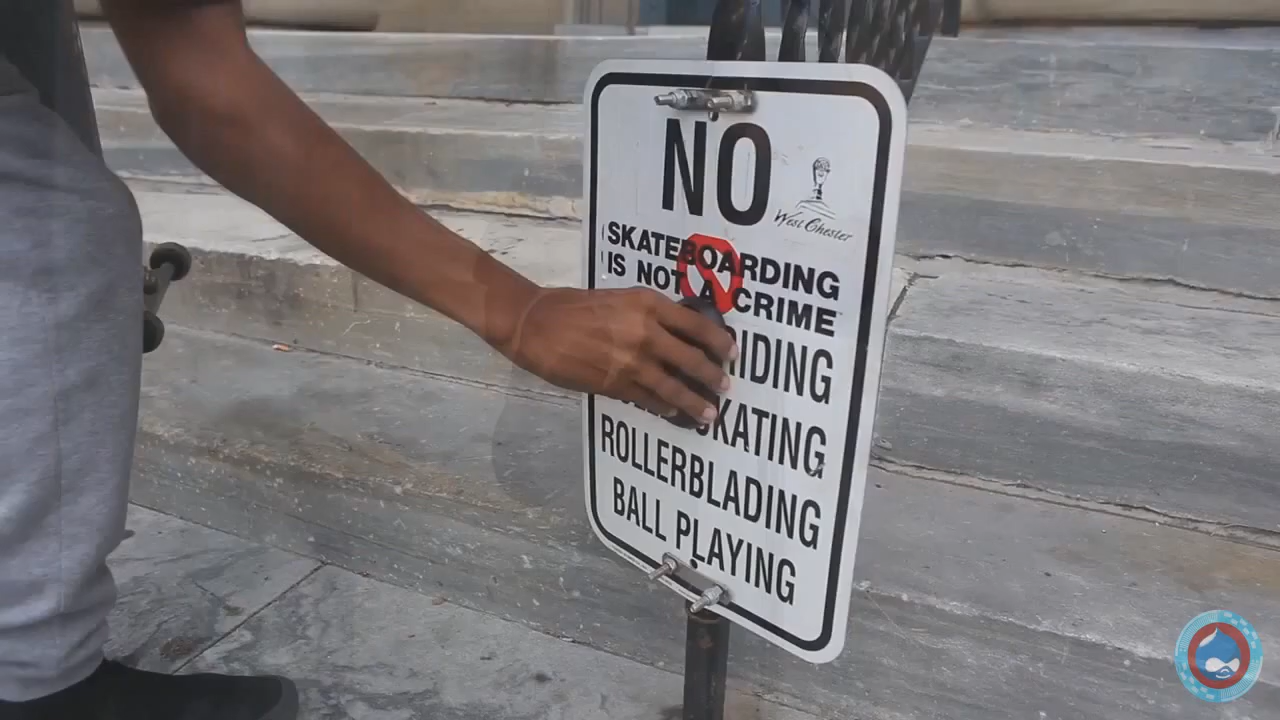 NO
West Chester
SKATEBOARDING
IS NOT A CRIME
RIDING
SKATING
ROLLERBLADING
BALL PLAYING